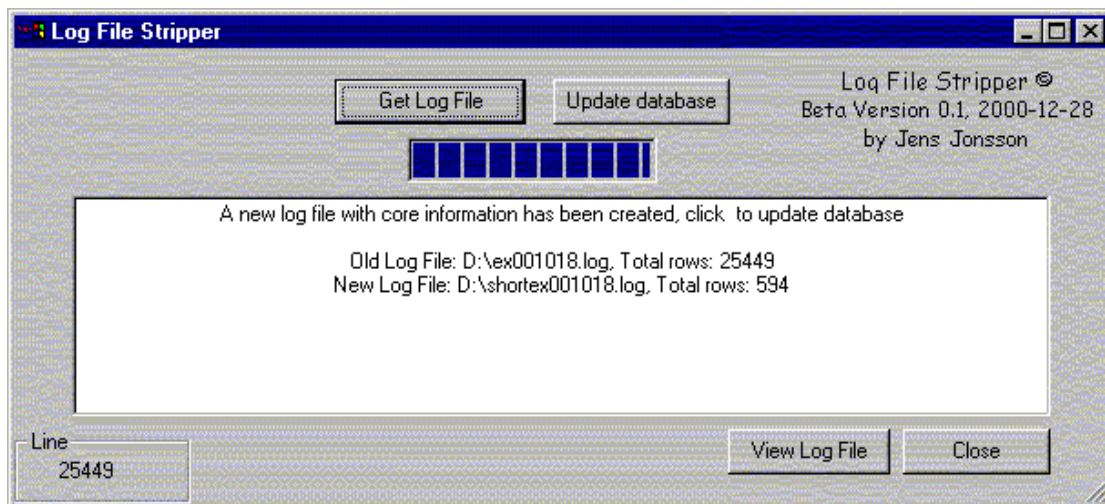 Log File Stripper
Get Log File
Update database
Log File Stripper ©
Beta Version 0.1, 2000-12-28
by Jens Jonsson
A new log file with core information has been created, click  to update database
Old Log File: D:\ex001018.log, Total rows: 25449
New Log File: D:\shortex001018.log, Total rows: 594
Line
25449
View Log File
Close